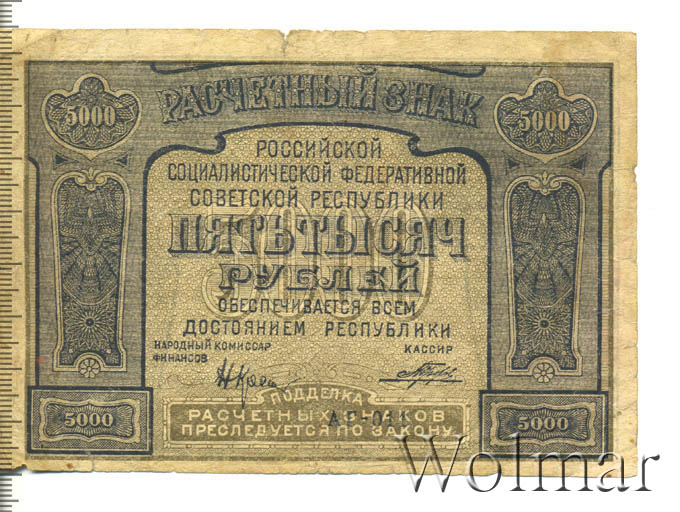 РАСЧЕТНЫЙ ЗНАК
5000 5000
РОССИЙСКОЙ
СОЦИАЛИСТИЧЕСКОЙ ФЕДЕРАТИВНОЙ
СОВЕТСКОЙ РЕСПУБЛИКИ
5000
ПЯТЬ ТЫСЯЧ
РУБЛЕЙ
ОБЕСПЕЧИВАЕТСЯ ВСЕМ
ДОСТОЯНИЕМ РЕСПУБЛИКИ
НАРОДНЫЙ КОМИССАР
ФИНАНСОВ
КАССИР
ПОДДЕЛКА
РАСЧЕТНЫХ ЗНАКОВ
ПРЕСЛЕДУЕТСЯ ПО ЗАКОНУ
5000 5000
Wolmar